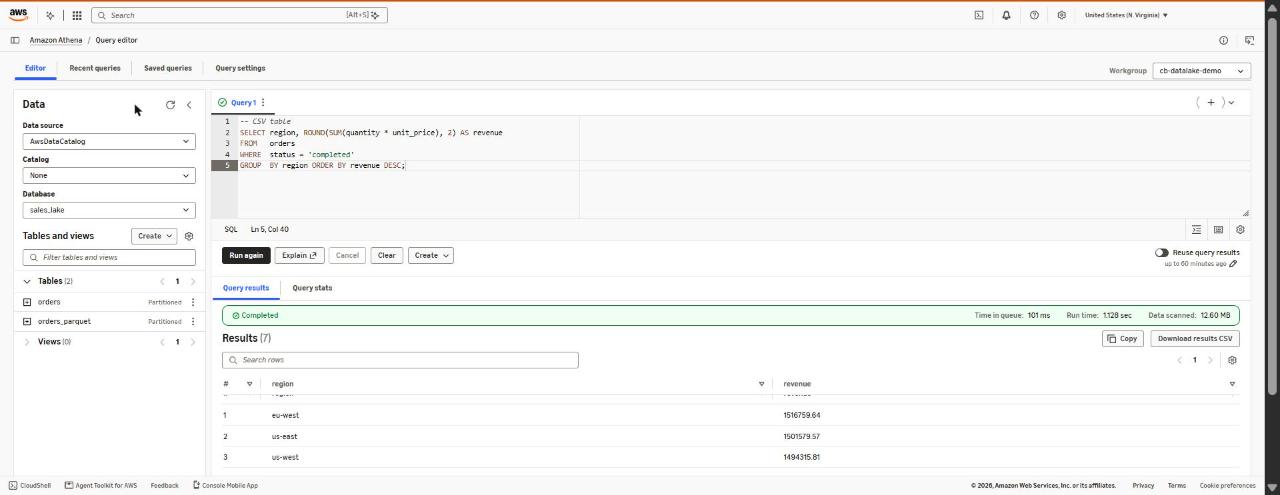 aws
Search
[Alt+S]
United States (N. Virginia)
Amazon Athena / Query editor
Editor
Recent queries
Saved queries
Query settings
Workgroup
cb-datalake-demo
Data
Data source
AwsDataCatalog
Catalog
None
Database
sales_lake
Tables and views
Create
Filter tables and views
Tables (2)
1
orders
Partitioned
orders_parquet
Partitioned
Views (0)
1
Query 1
1 -- CSV table
2 SELECT region, ROUND(SUM(quantity * unit_price), 2) AS revenue
3 FROM orders
4 WHERE status = 'completed'
5 GROUP BY region ORDER BY revenue DESC;
SQL Ln 5, Col 40
Run again
Explain
Cancel
Clear
Create
Reuse query results
up to 60 minutes ago
Query results
Query stats
Completed
Time in queue: 101 ms
Run time: 1.128 sec
Data scanned: 12.60 MB
Results (7)
Copy
Download results CSV
Search rows
1
# region revenue
1 eu-west 1516759.64
2 us-east 1501579.57
3 us-west 1494315.81
CloudShell
Agent Toolkit for AWS
Feedback
Console Mobile App
© 2026, Amazon Web Services, Inc. or its affiliates.
Privacy
Terms
Cookie preferences